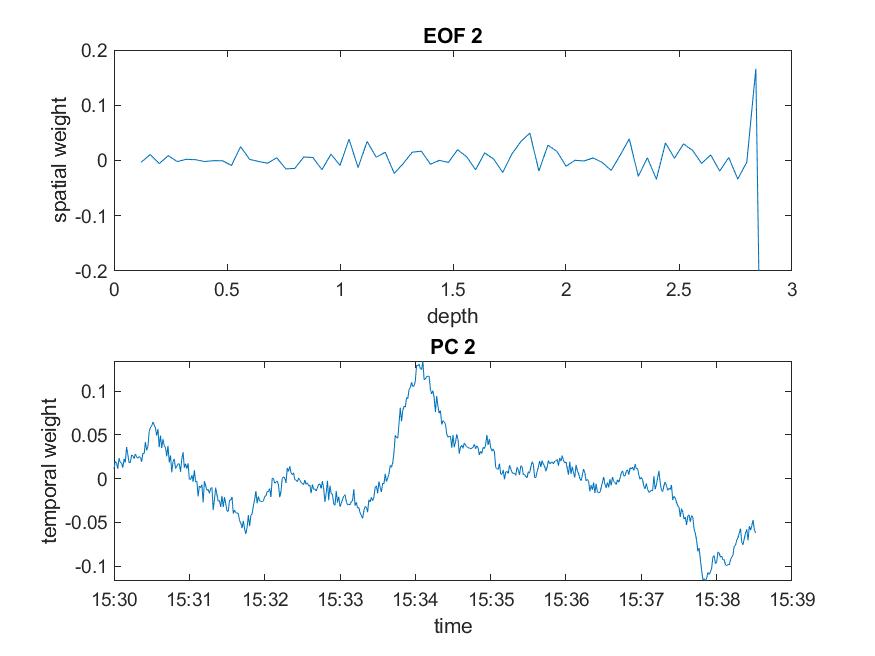 EOF 2
0.2
0.1
0
-0.1
-0.2
spatial weight
0 0.5 1 1.5 2 2.5 3
depth
PC 2
0.1
0.05
0
-0.05
-0.1
temporal weight
15:30 15:31 15:32 15:33 15:34 15:35 15:36 15:37 15:38 15:39
time